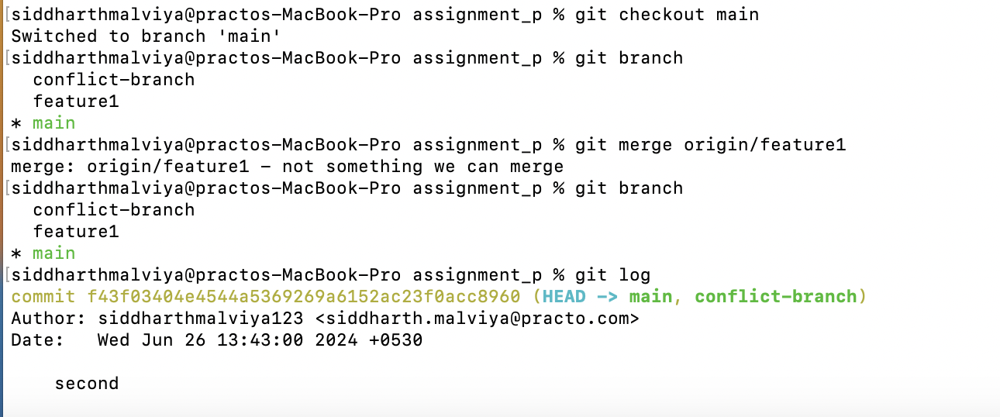 [siddharthmalviya@practos-MacBook-Pro assignment_p % git checkout main
Switched to branch 'main'
[siddharthmalviya@practos-MacBook-Pro assignment_p % git branch
  conflict-branch
  feature1
* main
[siddharthmalviya@practos-MacBook-Pro assignment_p % git merge origin/feature1
merge: origin/feature1 - not something we can merge
[siddharthmalviya@practos-MacBook-Pro assignment_p % git branch
  conflict-branch
  feature1
* main
[siddharthmalviya@practos-MacBook-Pro assignment_p % git log
commit f43f03404e4544a5369269a6152ac23f0acc8960 (HEAD -> main, conflict-branch)
Author: siddharthmalviya123 <siddharth.malviya@practo.com>
Date:   Wed Jun 26 13:43:00 2024 +0530
    second